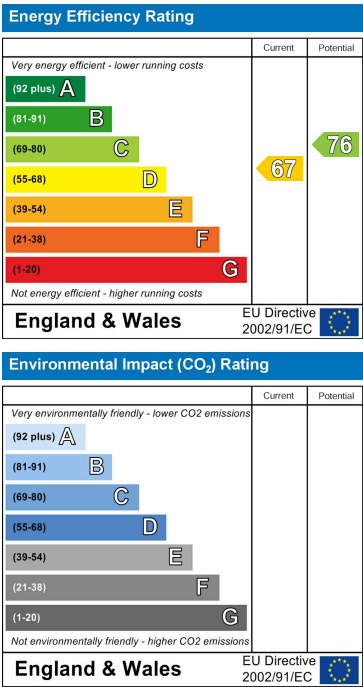 Energy Efficiency Rating
Current Potential
Very energy efficient - lower running costs
(92 plus) A
(81-91) B
(69-80) C
(55-68) D
(39-54) E
(21-38) F
(1-20) G
67
76
Not energy efficient - higher running costs
England & Wales
EU Directive
2002/91/EC
Environmental Impact (CO₂) Rating
Current Potential
Very environmentally friendly - lower CO2 emissions
(92 plus) A
(81-91) B
(69-80) C
(55-68) D
(39-54) E
(21-38) F
(1-20) G
Not environmentally friendly - higher CO2 emissions
England & Wales
EU Directive
2002/91/EC